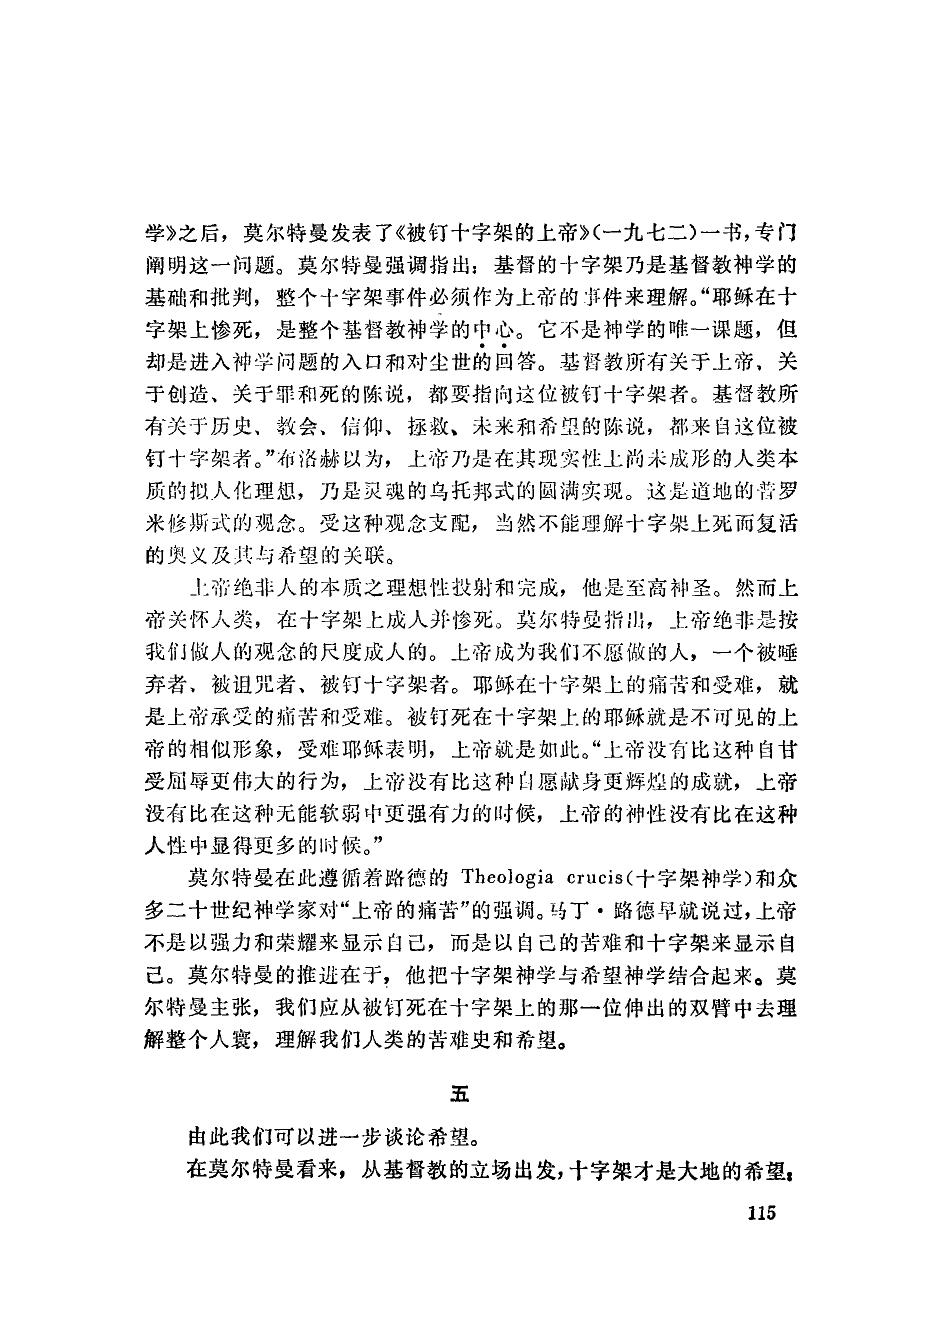 学》之后，莫尔特曼发表了《被钉十字架的上帝》（一九七二）一书，专门
阐明这一问题。莫尔特曼强调指出：基督的十字架乃是基督教神学的
基础和批判，整个十字架事件必须作为上帝的事件来理解。“耶稣在十
字架上惨死，是整个基督教神学的中心。它不是神学的唯一课题，但
却是进入神学问题的入口和对尘世的回答。基督教所有关于上帝、关
于创造、关于罪和死的陈说，都要指向这位被钉十字架者。基督教所
有关于历史、教会、信仰、拯救、未来和希望的陈说，都来自这位被
钉十字架者。”布洛赫以为，上帝乃是在其现实性上尚未成形的人类本
质的拟人化理想，乃是灵魂的乌托邦式的圆满实现。这是道地的普罗
米修斯式的观念。受这种观念支配，当然不能理解十字架上死而复活
的奥义及其与希望的关联。
上帝绝非人的本质之理想性投射和完成，他是至高神圣。然而上
帝关怀人类，在十字架上成人并惨死。莫尔特曼指出，上帝绝非是按
我们做人的观念的尺度成人的。上帝成为我们不愿做的人，一个被唾
弃者、被诅咒者、被钉十字架者。耶稣在十字架上的痛苦和受难，就
是上帝承受的痛苦和受难。被钉死在十字架上的耶稣就是不可见的上
帝的相似形象，受难耶稣表明，上帝就是如此。“上帝没有比这种自甘
受屈辱更伟大的行为，上帝没有比这种自愿献身更辉煌的成就，上帝
没有比在这种无能软弱中更强有力的时候，上帝的神性没有比在这种
人性中显得更多的时候。”
莫尔特曼在此遵循着路德的 Theologia crucis（十字架神学）和众
多二十世纪神学家对“上帝的痛苦”的强调。马丁·路德早就说过，上帝
不是以强力和荣耀来显示自己，而是以自己的苦难和十字架来显示自
己。莫尔特曼的推进在于，他把十字架神学与希望神学结合起来。莫
尔特曼主张，我们应从被钉死在十字架上的那一位伸出的双臂中去理
解整个人寰，理解我们人类的苦难史和希望。
五
由此我们可以进一步谈论希望。
在莫尔特曼看来，从基督教的立场出发，十字架才是大地的希望：
115